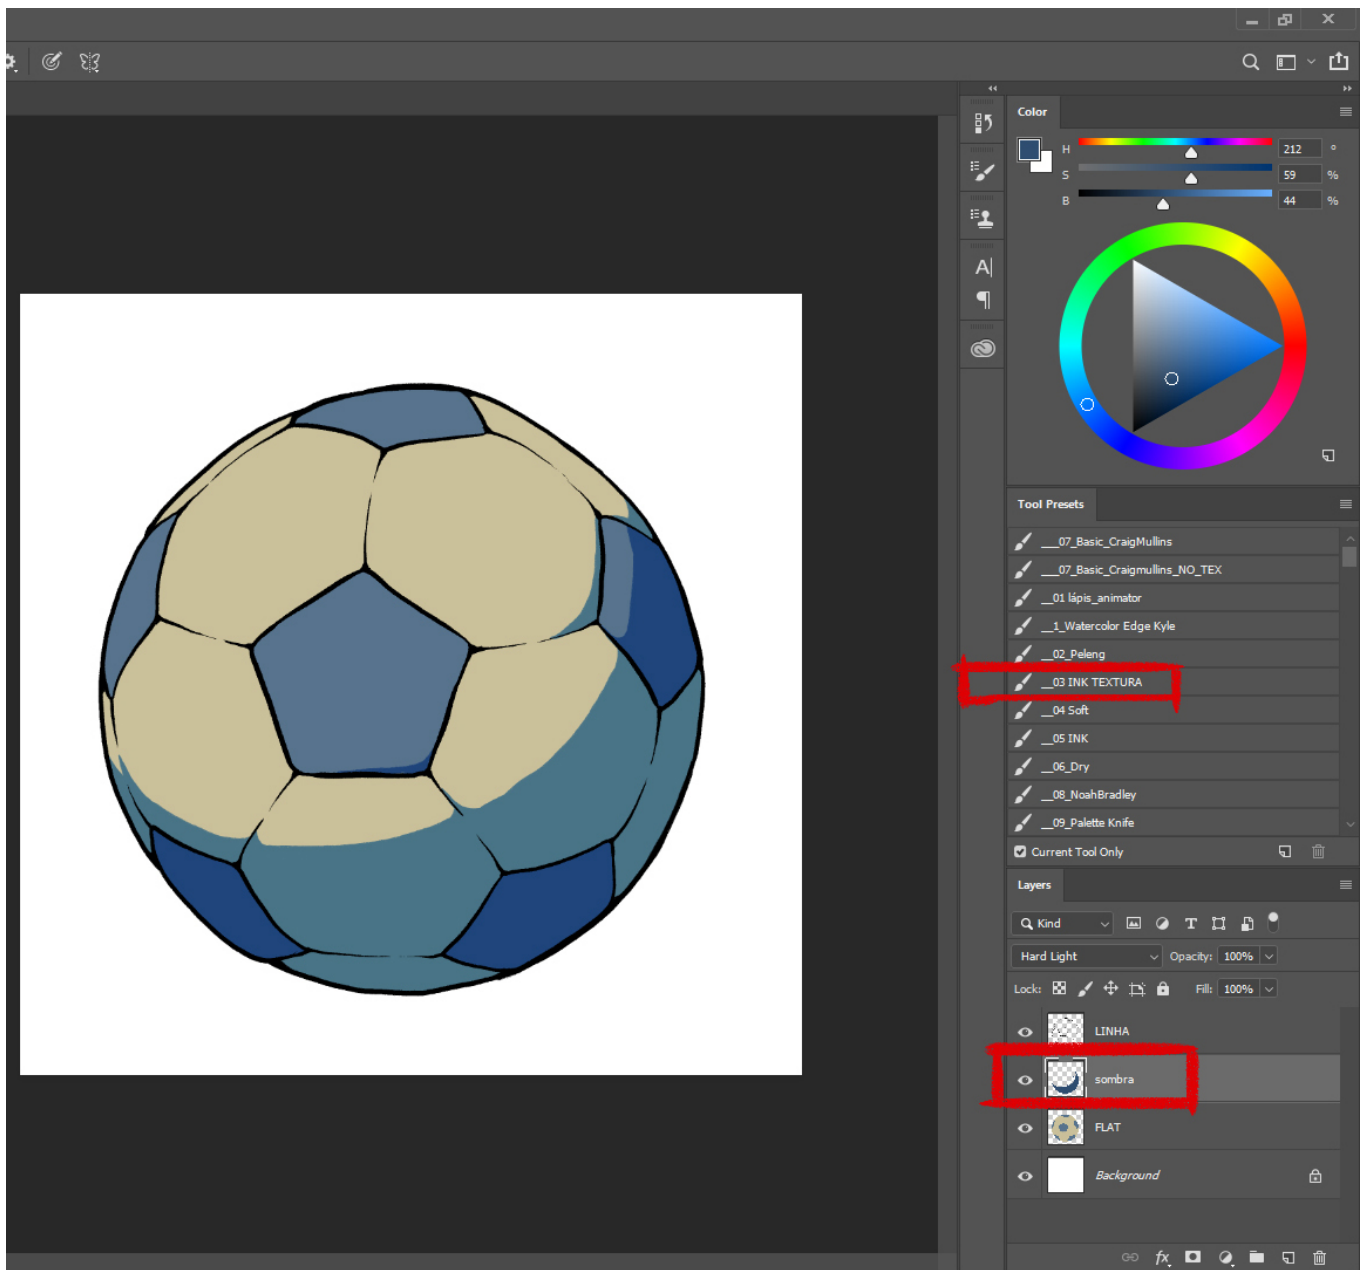 Color
H 212 °
S 59 %
B 44 %
A|
¶
Tool Presets
___07_Basic_CraigMullins
___07_Basic_Craigmullins_NO_TEX
__01 lápis_animator
__1_Watercolor Edge Kyle
__02_Peleng
__03 INK TEXTURA
__04 Soft
__05 INK
__06_Dry
__08_NoahBradley
__09_Palette Knife
Current Tool Only
Layers
Kind T
Hard Light Opacity: 100%
Lock: Fill: 100%
LINHA
sombra
FLAT
Background
fx